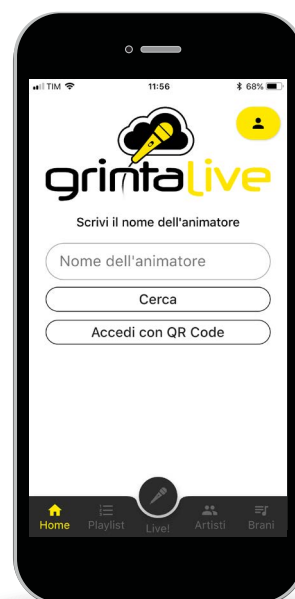 TIM 11:56 68%
grintalive
Scrivi il nome dell'animatore
Nome dell'animatore
Cerca
Accedi con QR Code
Home Playlist Live! Artisti Brani